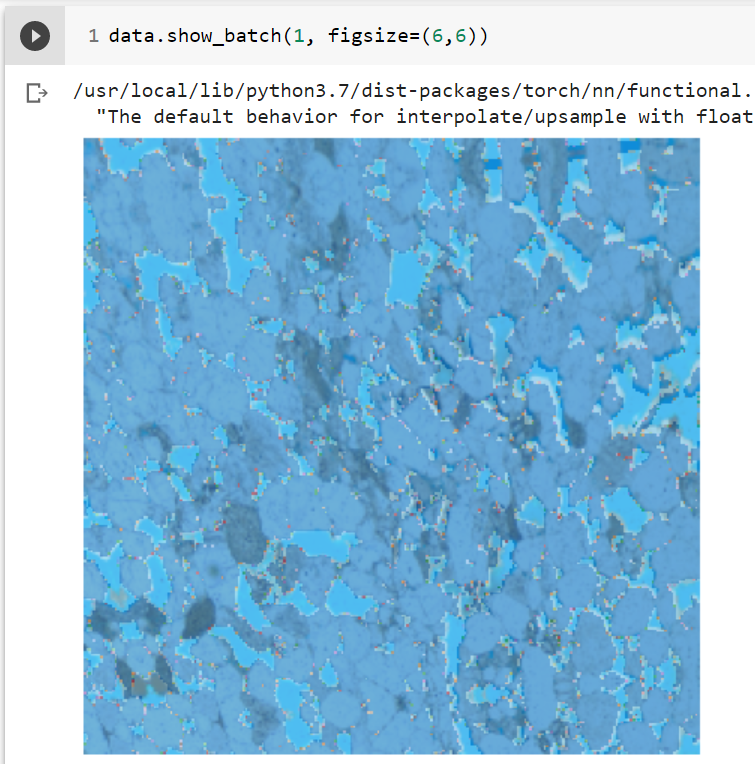 1 data.show_batch(1, figsize=(6,6))
/usr/local/lib/python3.7/dist-packages/torch/nn/functional.
"The default behavior for interpolate/upsample with float